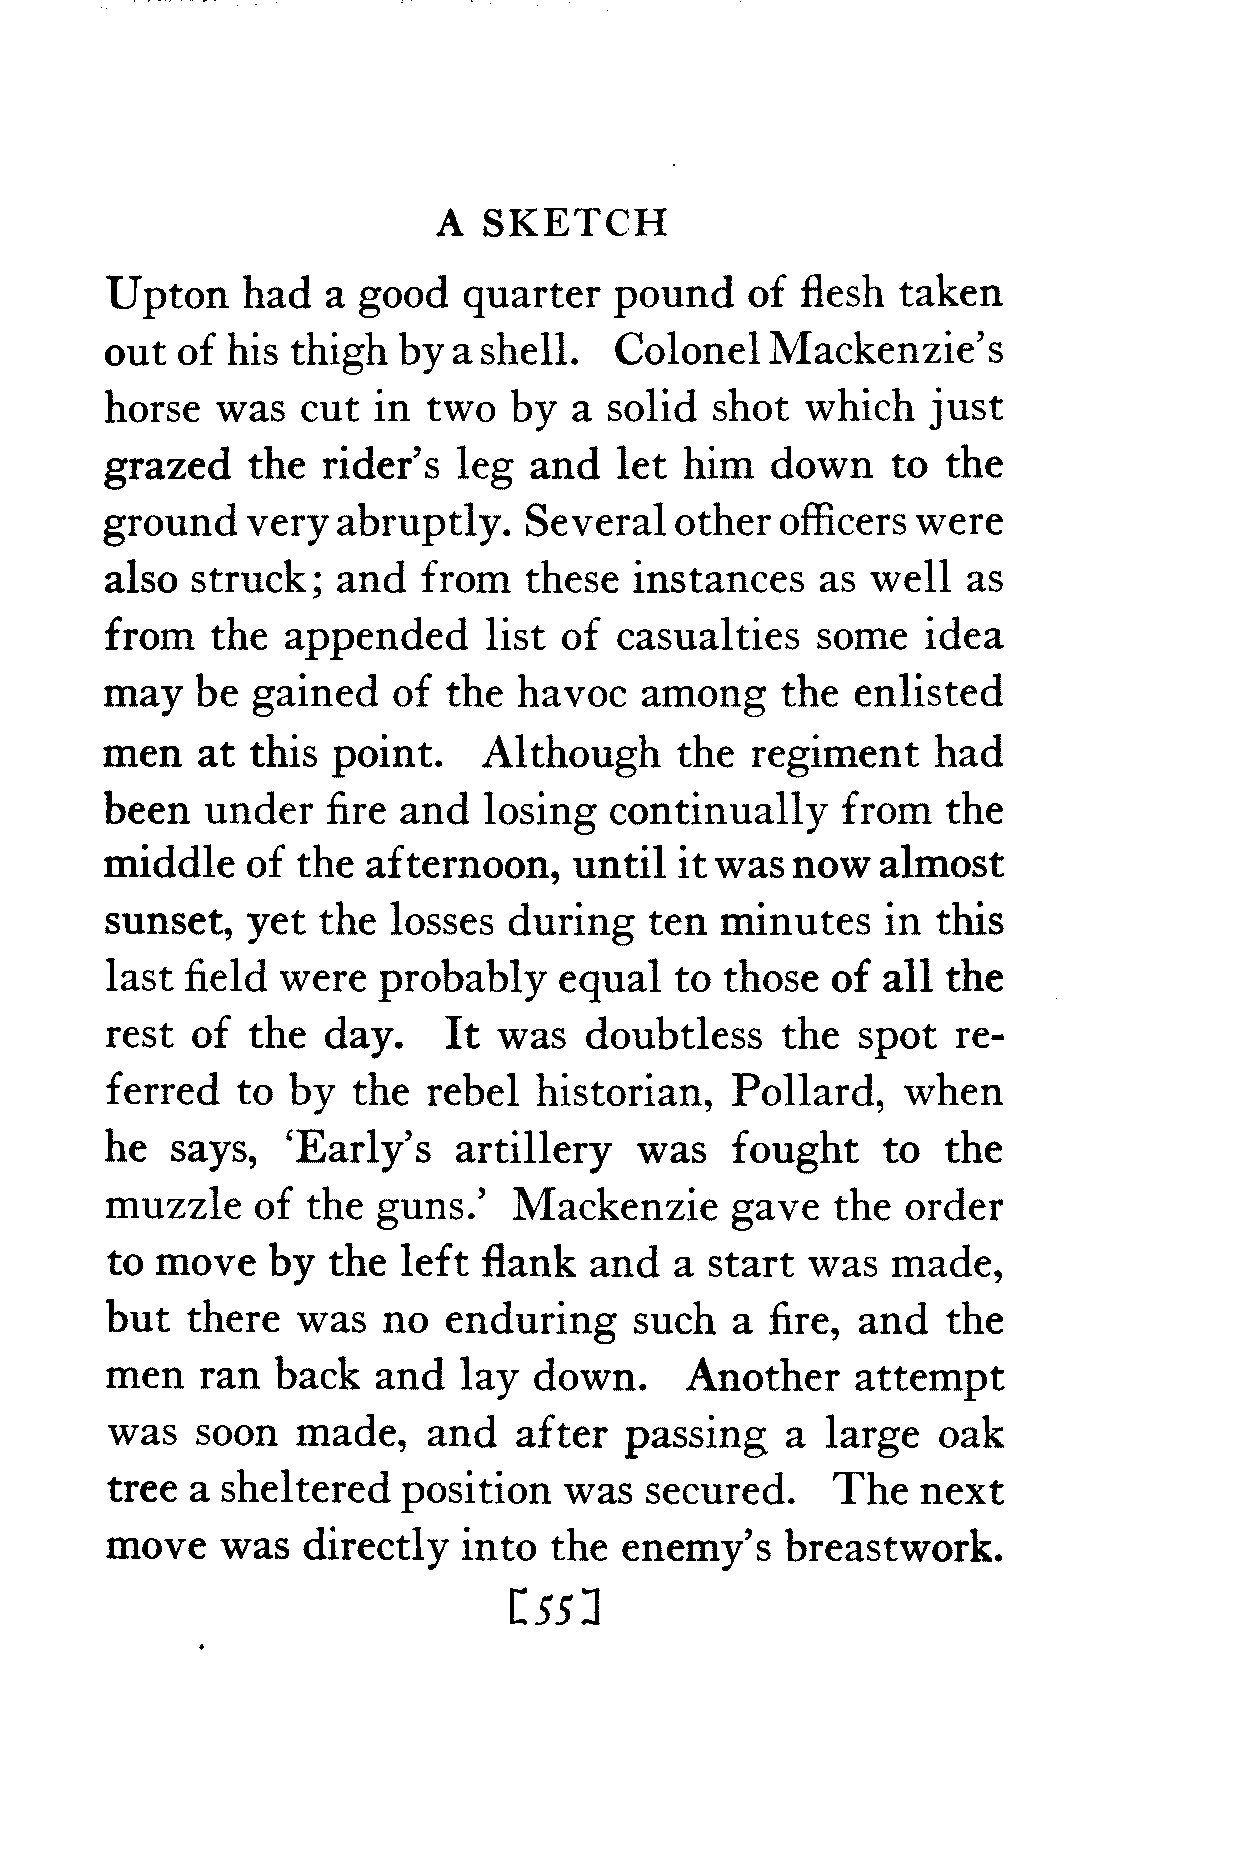 A SKETCH
Upton had a good quarter pound of flesh taken
out of his thigh by a shell. Colonel Mackenzie's
horse was cut in two by a solid shot which just
grazed the rider's leg and let him down to the
ground very abruptly. Several other officers were
also struck; and from these instances as well as
from the appended list of casualties some idea
may be gained of the havoc among the enlisted
men at this point. Although the regiment had
been under fire and losing continually from the
middle of the afternoon, until it was now almost
sunset, yet the losses during ten minutes in this
last field were probably equal to those of all the
rest of the day. It was doubtless the spot re-
ferred to by the rebel historian, Pollard, when
he says, ‘Early’s artillery was fought to the
muzzle of the guns.’ Mackenzie gave the order
to move by the left flank and a start was made,
but there was no enduring such a fire, and the
men ran back and lay down. Another attempt
was soon made, and after passing a large oak
tree a sheltered position was secured. The next
move was directly into the enemy's breastwork.
[55]